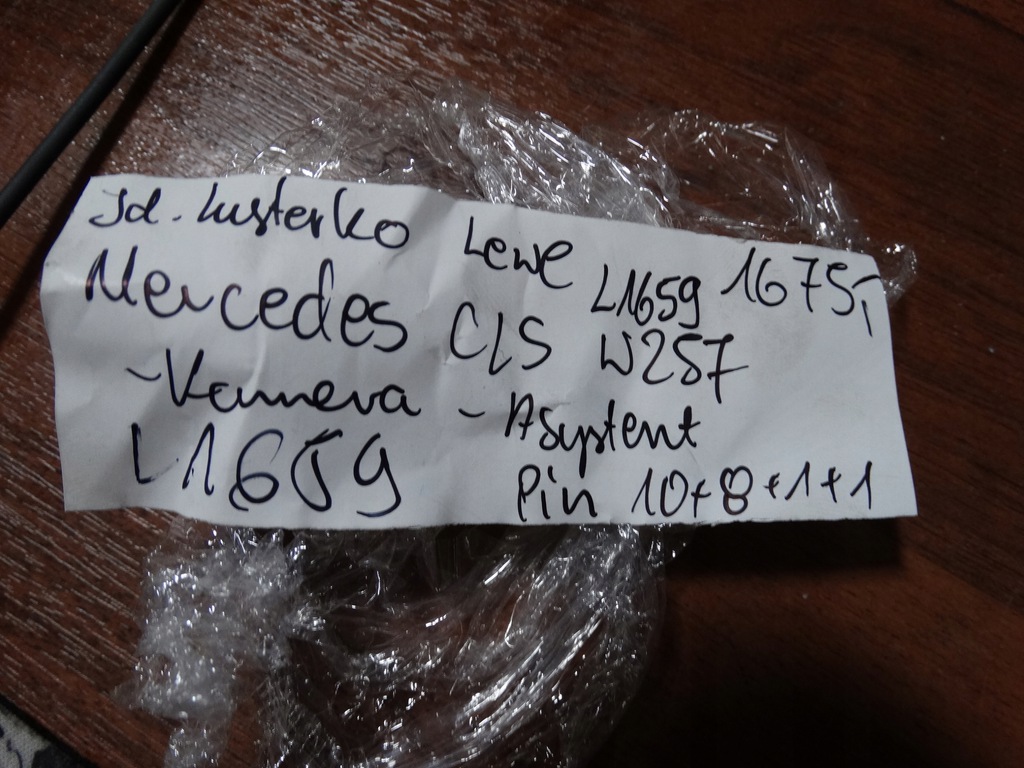 Jd. Lusterko Lewe L1659 1675,-
Mercedes CLS W257
- Kamera - Asystent
L1659 Pin 10+8+1+1